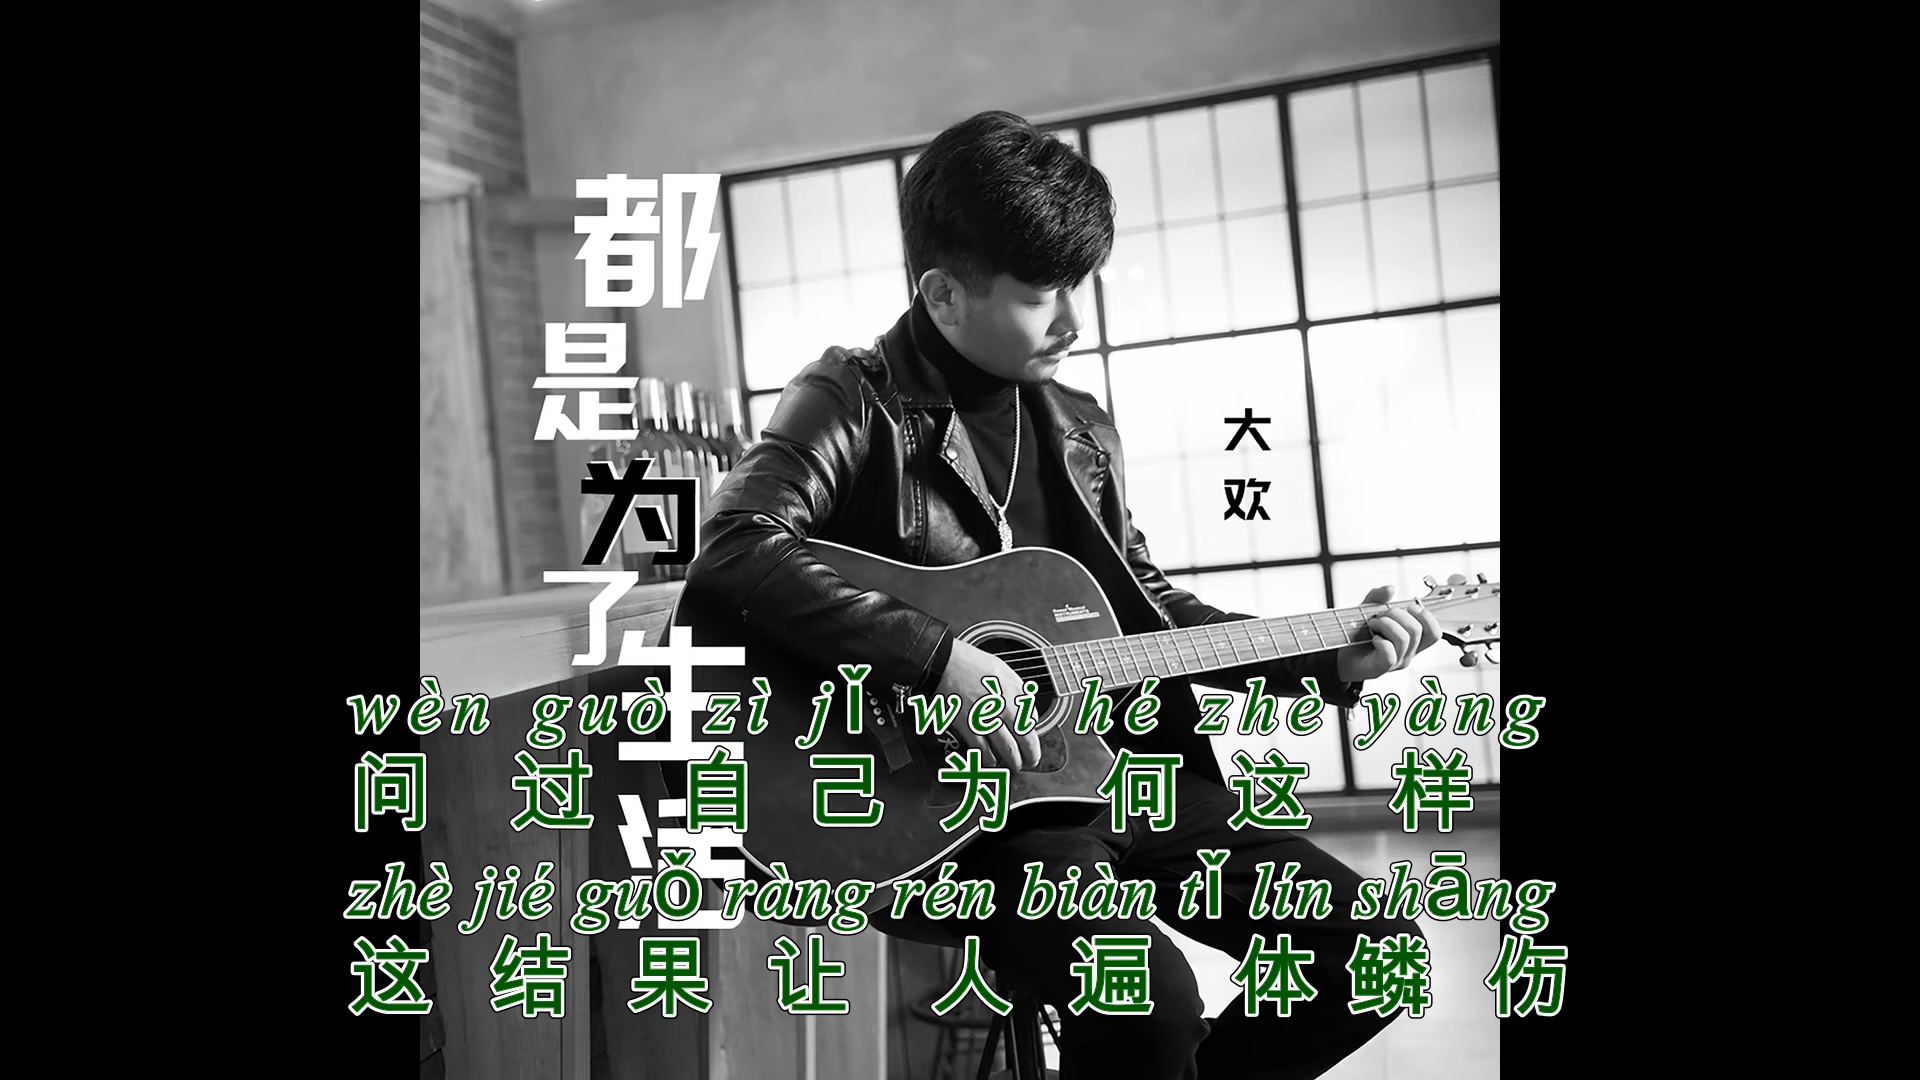 都是为了生活
大欢
wèn guò zì jǐ wèi hé zhè yàng
问过自己为何这样
zhè jié guǒ ràng rén biàn tǐ lín shāng
这结果让人遍体鳞伤